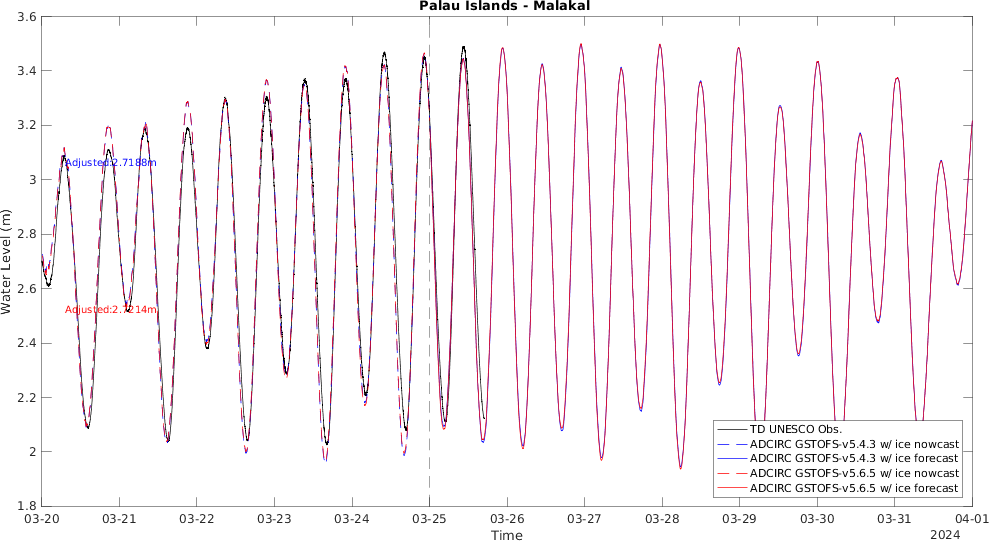 Palau Islands - Malakal
3.6
3.4
3.2
3
2.8
2.6
2.4
2.2
2
1.8
Water Level (m)
Adjusted:2.7188m
Adjusted:2.7214m
TD UNESCO Obs.
ADCIRC GSTOFS-v5.4.3 w/ ice nowcast
ADCIRC GSTOFS-v5.4.3 w/ ice forecast
ADCIRC GSTOFS-v5.6.5 w/ ice nowcast
ADCIRC GSTOFS-v5.6.5 w/ ice forecast
03-20 03-21 03-22 03-23 03-24 03-25 03-26 03-27 03-28 03-29 03-30 03-31 04-01
Time
2024